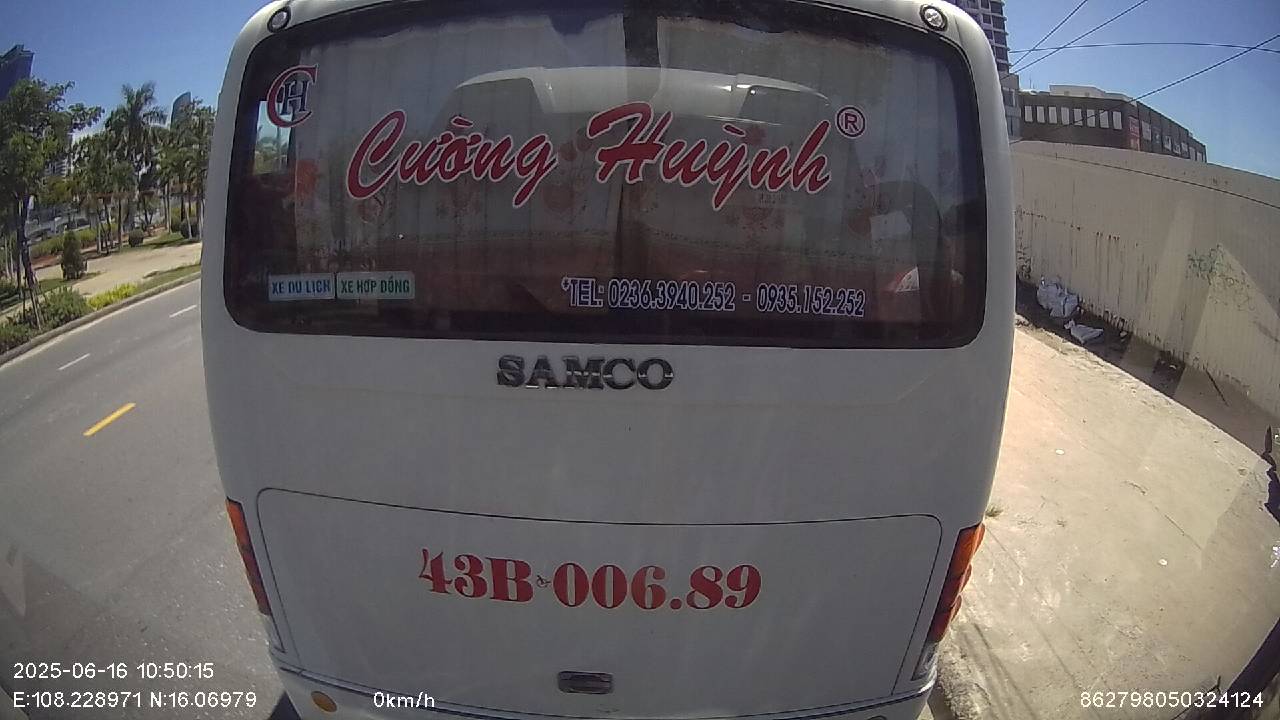 CH
Cường Huỳnh ®
XE DU LỊCH XE HỢP ĐỒNG
*TEL: 0236.3940.252 - 0935.152.252
SAMCO
43B-006.89
2025-06-16 10:50:15
E:108.228971 N:16.06979 0km/h 862798050324124